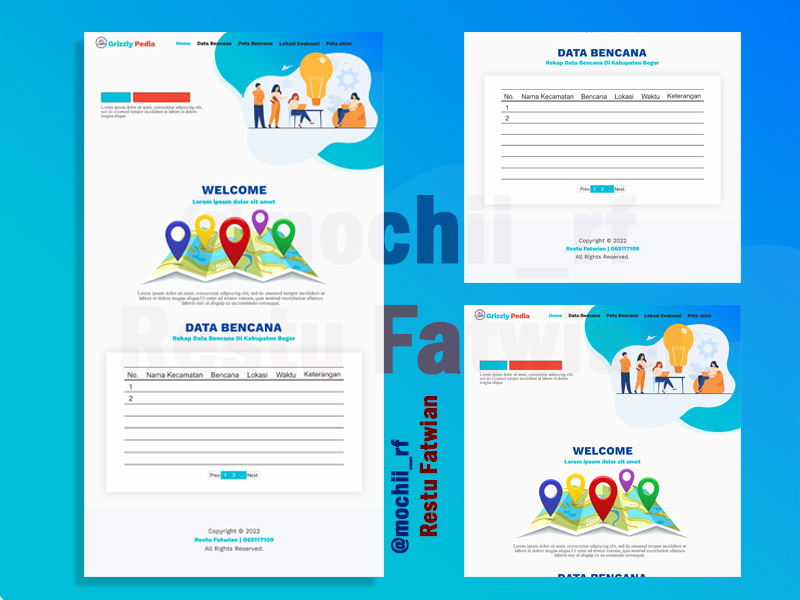 Grizzly Pedia
Home Data Bencana Peta Bencana Lokasi Evakuasi Peta Jalur
Lorem ipsum dolor sit amet, consectetur adipiscing elit,
sed do eiusmod tempor incididunt ut labore et dolore
magna aliqua
WELCOME
Lorem ipsum dolor sit amet
Lorem ipsum dolor sit amet, consectetur adipiscing elit, sed do eiusmod tempor incididunt ut
labore et dolore magna aliqua.Ut enim ad minim veniam, quis nostrud exercitation ullamco
laboris nisi ut aliquip ex ea commodo consequat.
DATA BENCANA
Rekap Data Bencana Di Kabupaten Bogor
No. Nama Kecamatan Bencana Lokasi Waktu Keterangan
1
2
Prev 1 2 ... Next
Copyright © 2022
Restu Fatwian | 065117109
All Rights Reserved.
@mochii_rf
Restu Fatwian
@mochii_rf
Restu Fatwian
DATA BENCANA
Rekap Data Bencana Di Kabupaten Bogor
No. Nama Kecamatan Bencana Lokasi Waktu Keterangan
1
2
Prev 1 2 ... Next
Copyright © 2022
Restu Fatwian | 065117109
All Rights Reserved.
Grizzly Pedia
Home Data Bencana Peta Bencana Lokasi Evakuasi Peta Jalur
Lorem ipsum dolor sit amet, consectetur adipiscing elit,
sed do eiusmod tempor incididunt ut labore et dolore
magna aliqua
WELCOME
Lorem ipsum dolor sit amet
Lorem ipsum dolor sit amet, consectetur adipiscing elit, sed do eiusmod tempor incididunt ut
labore et dolore magna aliqua.Ut enim ad minim veniam, quis nostrud exercitation ullamco
laboris nisi ut aliquip ex ea commodo consequat.
DATA BENCANA